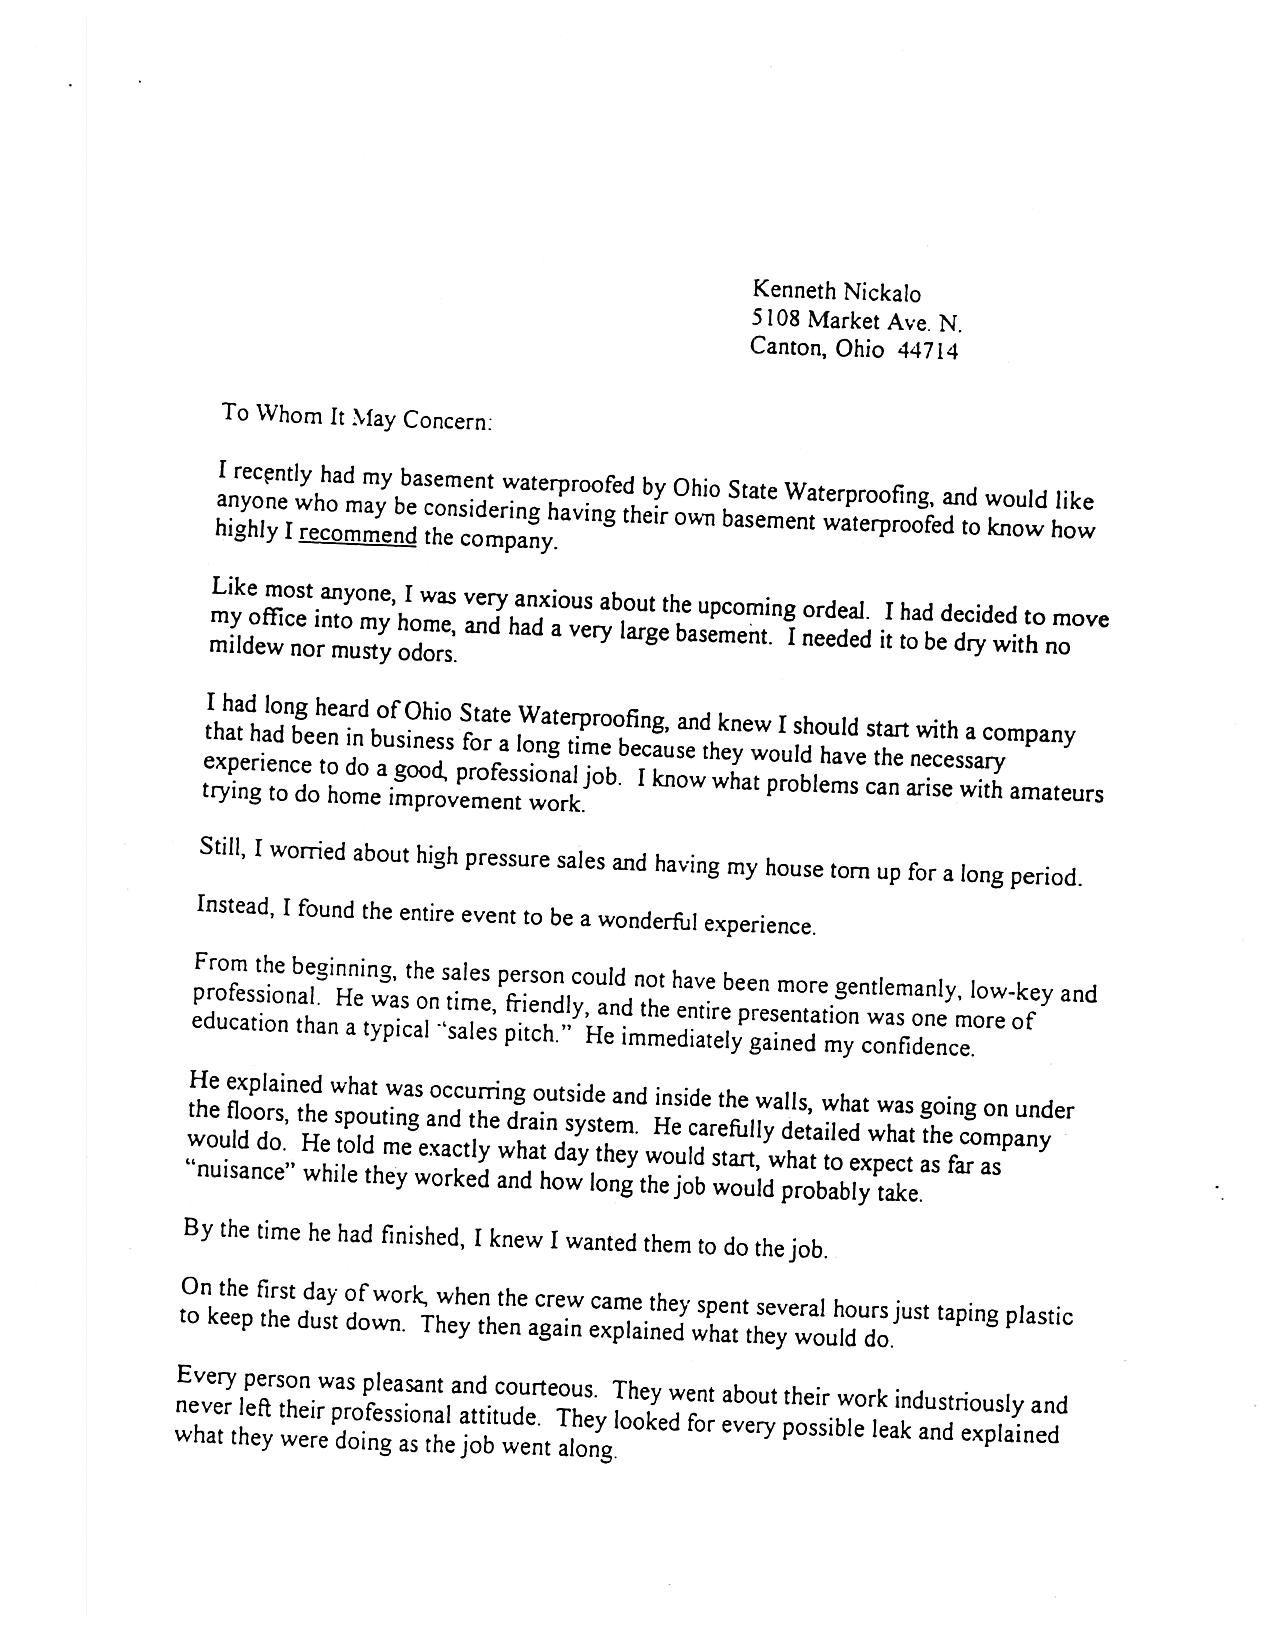 Kenneth Nickalo
5108 Market Ave. N.
Canton, Ohio 44714
To Whom It May Concern:
I recently had my basement waterproofed by Ohio State Waterproofing, and would like
anyone who may be considering having their own basement waterproofed to know how
highly I recommend the company.
Like most anyone, I was very anxious about the upcoming ordeal. I had decided to move
my office into my home, and had a very large basement. I needed it to be dry with no
mildew nor musty odors.
I had long heard of Ohio State Waterproofing, and knew I should start with a company
that had been in business for a long time because they would have the necessary
experience to do a good, professional job. I know what problems can arise with amateurs
trying to do home improvement work.
Still, I worried about high pressure sales and having my house torn up for a long period.
Instead, I found the entire event to be a wonderful experience.
From the beginning, the sales person could not have been more gentlemanly, low-key and
professional. He was on time, friendly, and the entire presentation was one more of
education than a typical “sales pitch.” He immediately gained my confidence.
He explained what was occurring outside and inside the walls, what was going on under
the floors, the spouting and the drain system. He carefully detailed what the company
would do. He told me exactly what day they would start, what to expect as far as
“nuisance” while they worked and how long the job would probably take.
By the time he had finished, I knew I wanted them to do the job.
On the first day of work, when the crew came they spent several hours just taping plastic
to keep the dust down. They then again explained what they would do.
Every person was pleasant and courteous. They went about their work industriously and
never left their professional attitude. They looked for every possible leak and explained
what they were doing as the job went along.